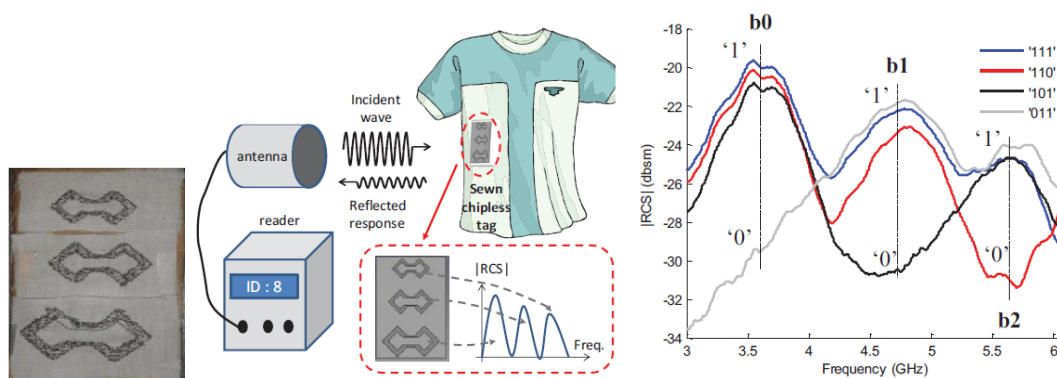 Incident
wave
antenna
Reflected
response
reader
ID : 8
Sewn
chipless
tag
|RCS|
Freq.
b0
b1
b2
'1'
'1'
'1'
'0'
'0'
'0'
'111'
'110'
'101'
'011'
|RCS| (dbsm)
-18
-20
-22
-24
-26
-28
-30
-32
-34
3
3.5
4
4.5
5
5.5
6
Frequency (GHz)